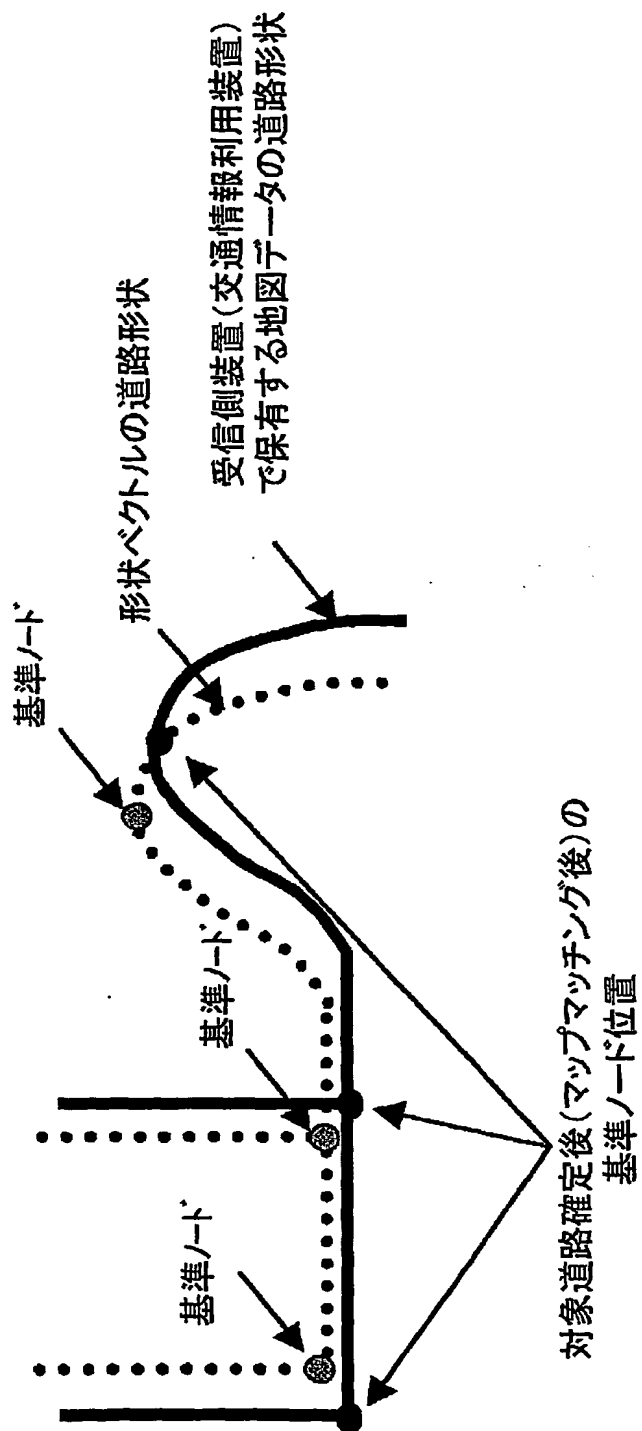 基準ノード
基準ノード
基準ノード
形状ベクトルの道路形状
受信側装置(交通情報利用装置)
で保有する地図データの道路形状
対象道路確定後(マップマッチング後)の
基準ノード位置